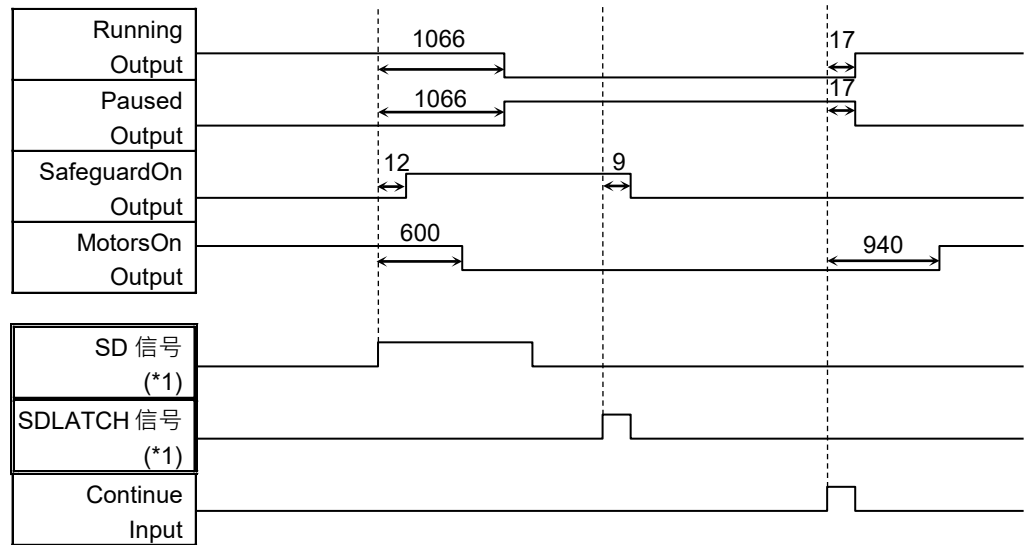 Running
Output
1066
17
Paused
Output
1066
17
SafeguardOn
Output
12
9
MotorsOn
Output
600
940
SD 信号
(*1)
SDLATCH 信号
(*1)
Continue
Input